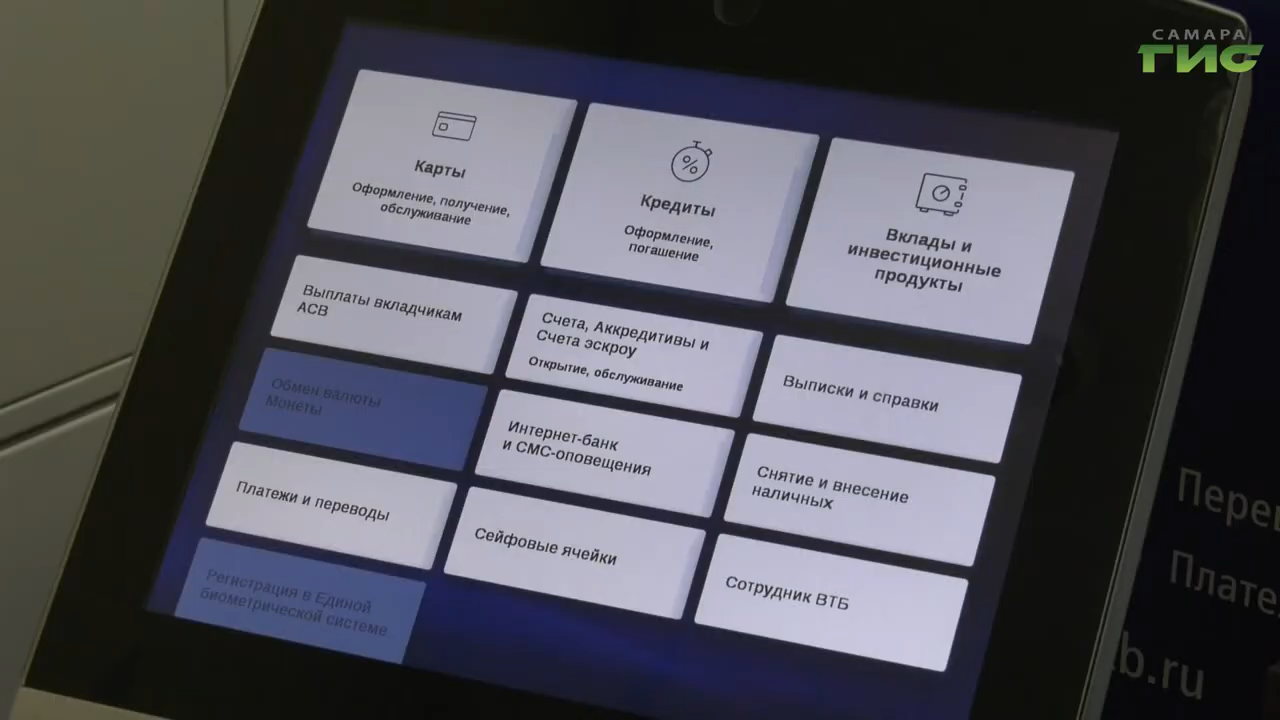 САМАРА
ГИС
Карты
Оформление, получение,
обслуживание
Кредиты
Оформление,
погашение
Вклады и
инвестиционные
продукты
Выплаты вкладчикам
АСВ
Счета, Аккредитивы и
Счета эскроу
Открытие, обслуживание
Выписки и справки
Обмен валюты
Монеты
Интернет-банк
и СМС-оповещения
Снятие и внесение
наличных
Платежи и переводы
Сейфовые ячейки
Сотрудник ВТБ
Регистрация в Единой
биометрической системе
b.ru